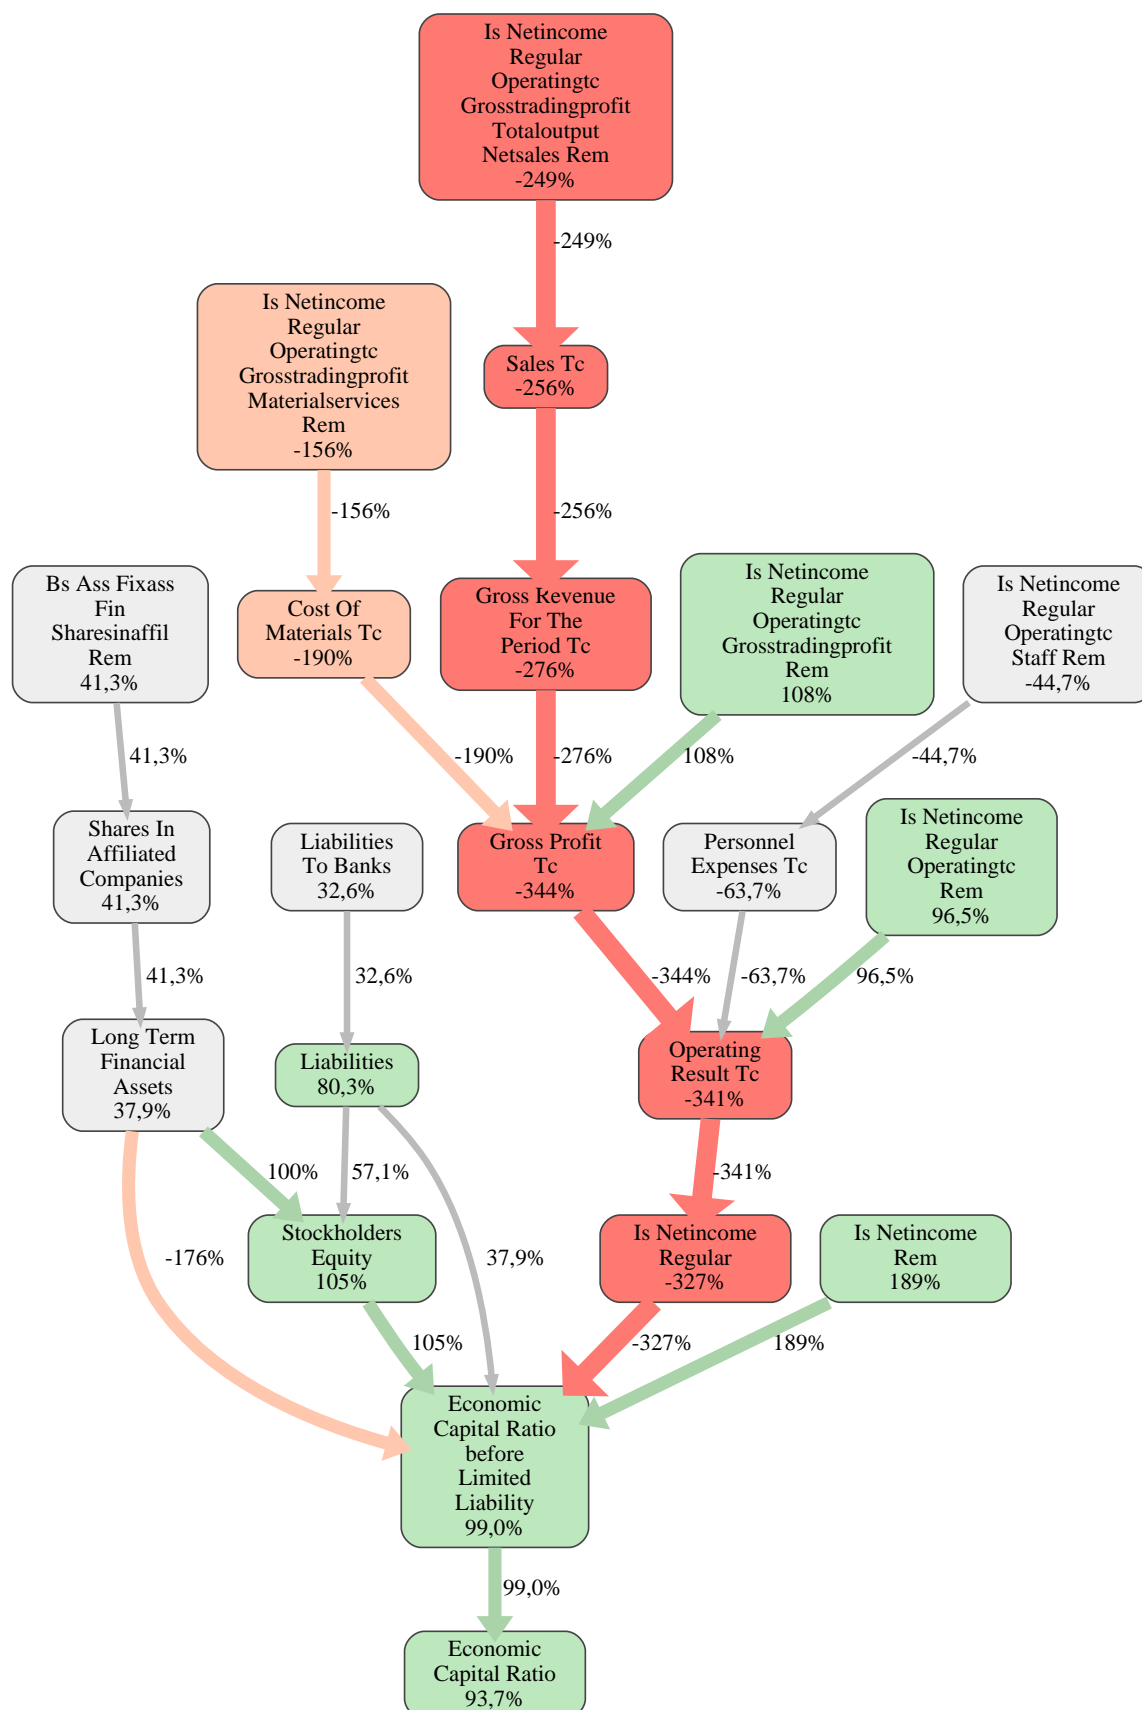 Is Netincome
Regular
Operatingtc
Grosstradingprofit
Totaloutput
Netsales Rem
-249%
-249%
Is Netincome
Regular
Operatingtc
Grosstradingprofit
Materialservices
Rem
-156%
Sales Tc
-256%
-156%
-256%
Bs Ass Fixass
Fin
Sharesinaffil
Rem
41,3%
Cost Of
Materials Tc
-190%
Gross Revenue
For The
Period Tc
-276%
Is Netincome
Regular
Operatingtc
Grosstradingprofit
Rem
108%
Is Netincome
Regular
Operatingtc
Staff Rem
-44,7%
41,3%
-190%
-276%
108%
-44,7%
Shares In
Affiliated
Companies
41,3%
Liabilities
To Banks
32,6%
Gross Profit
Tc
-344%
Personnel
Expenses Tc
-63,7%
Is Netincome
Regular
Operatingtc
Rem
96,5%
41,3%
32,6%
-344%
-63,7%
96,5%
Long Term
Financial
Assets
37,9%
Liabilities
80,3%
Operating
Result Tc
-341%
100%
57,1%
-341%
Stockholders
Equity
105%
Is Netincome
Regular
-327%
Is Netincome
Rem
189%
-176%
37,9%
105%
-327%
189%
Economic
Capital Ratio
before
Limited
Liability
99,0%
99,0%
Economic
Capital Ratio
93,7%